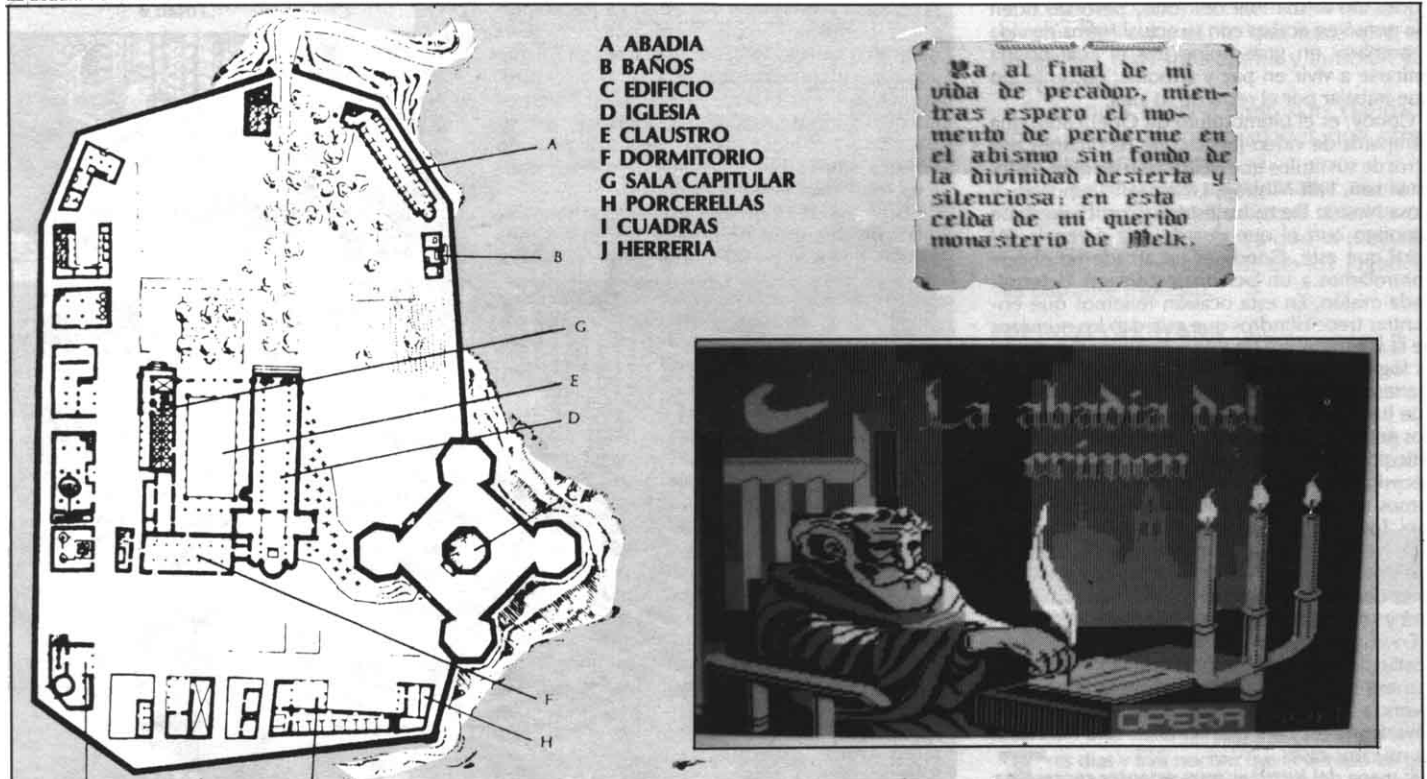 A ABADIA
B BAÑOS
C EDIFICIO
D IGLESIA
E CLAUSTRO
F DORMITORIO
G SALA CAPITULAR
H PORCERELLAS
I CUADRAS
J HERRERIA
A
B
G
E
D
C
F
H
Ya al final de mi
vida de pecador, mien-
tras espero el mo-
mento de perderme en
el abismo sin fondo de
la divinidad desierta y
silenciosa; en esta
celda de mi querido
monasterio de Melk.
La abadía del
crimen
OPERA